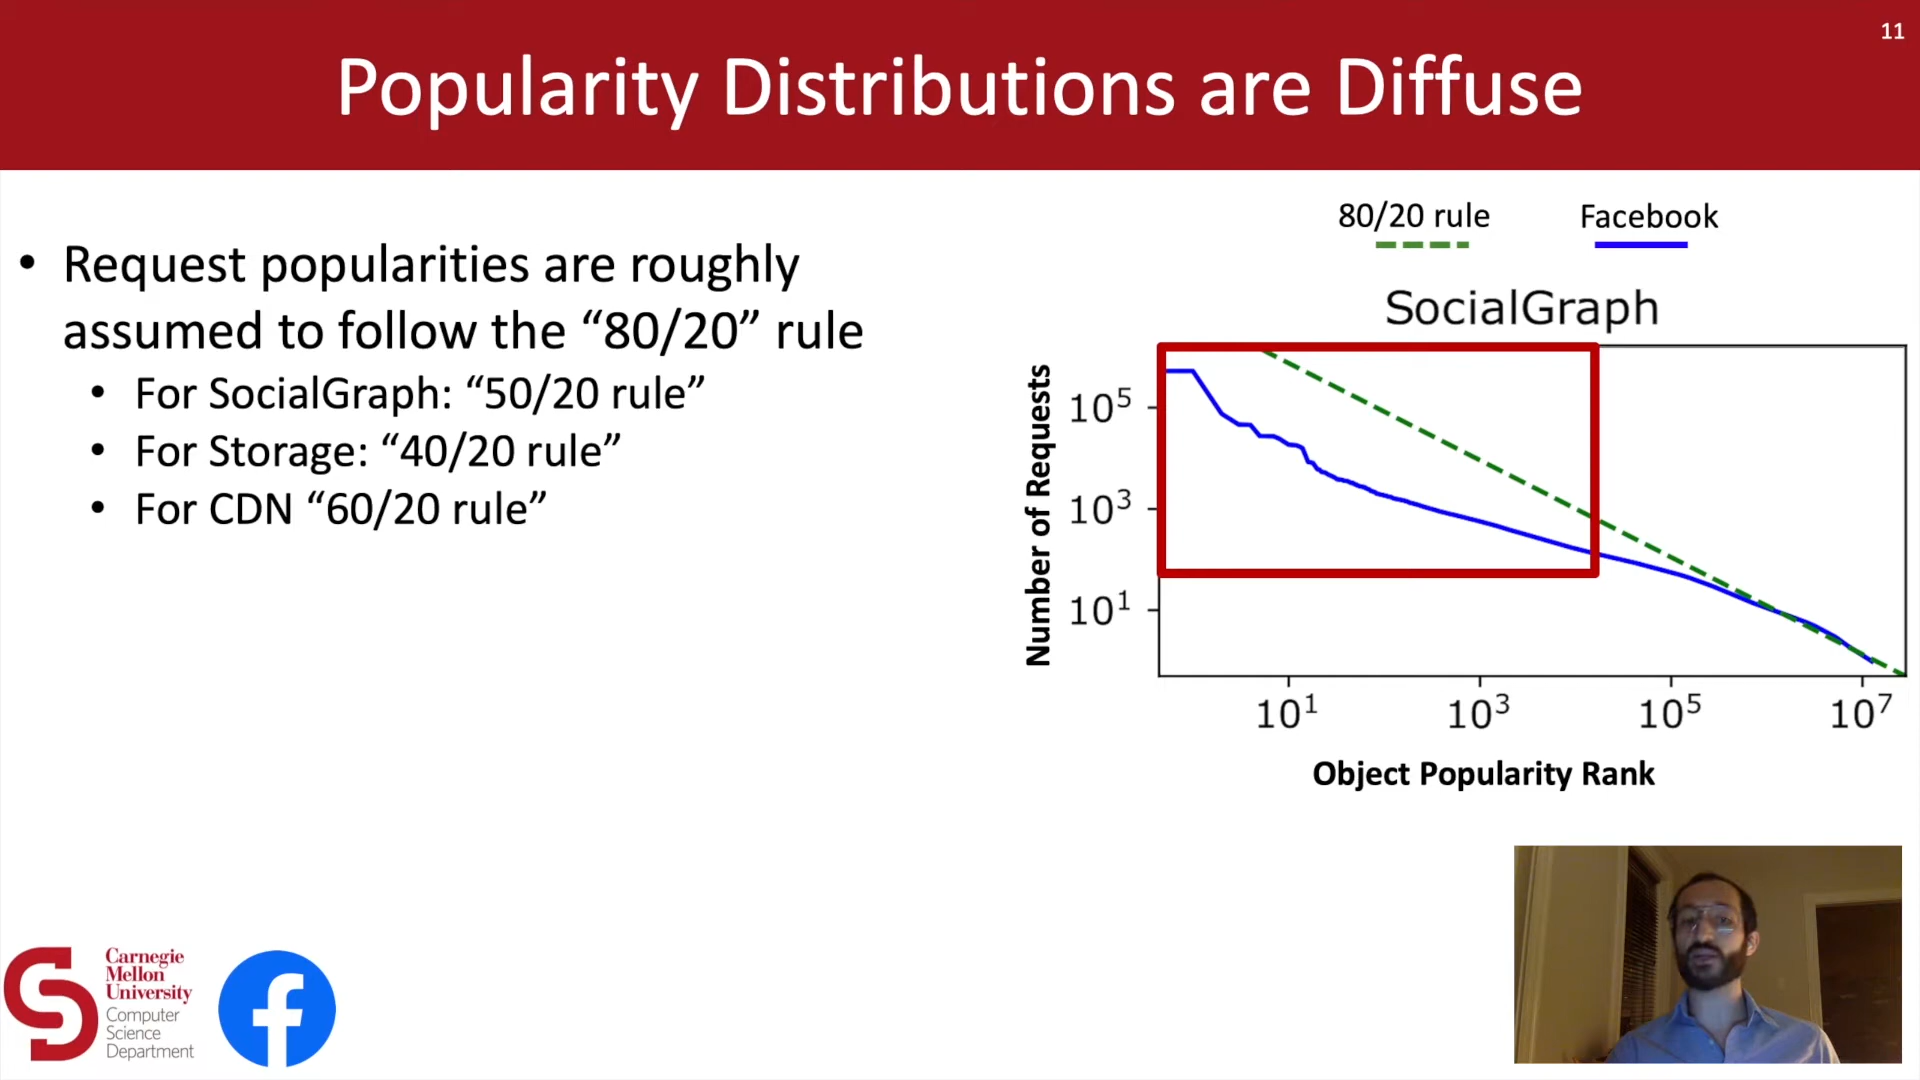 11
Popularity Distributions are Diffuse
• Request popularities are roughly
assumed to follow the “80/20” rule
• For SocialGraph: “50/20 rule”
• For Storage: “40/20 rule”
• For CDN “60/20 rule”
80/20 rule
Facebook
SocialGraph
Number of Requests
10⁵
10³
10¹
10¹
10³
10⁵
10⁷
Object Popularity Rank
Carnegie
Mellon
University
Computer
Science
Department